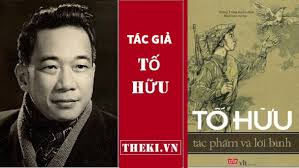 TÁC GIẢ
TỐ
HỮU
THEKI.VN
TỐ HỮU
tác phẩm và lời bình